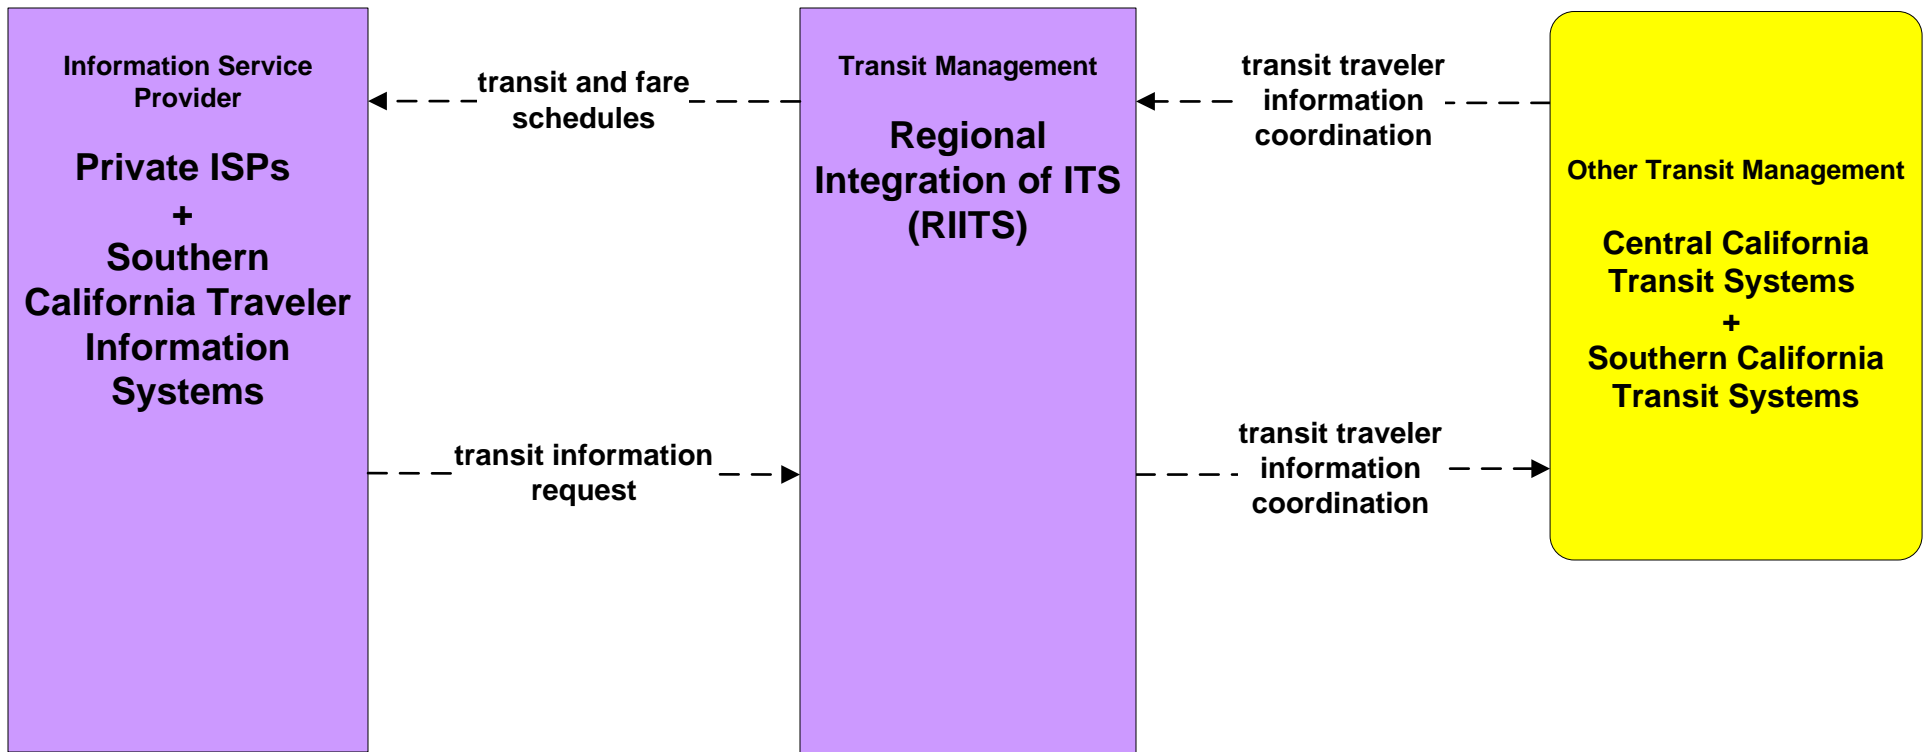 Information Service
Provider
Private ISPs
+
Southern
California Traveler
Information
Systems
transit and fare
schedules
transit information
request
Transit Management
Regional
Integration of ITS
(RIITS)
transit traveler
information
coordination
transit traveler
information
coordination
Other Transit Management
Central California
Transit Systems
+
Southern California
Transit Systems